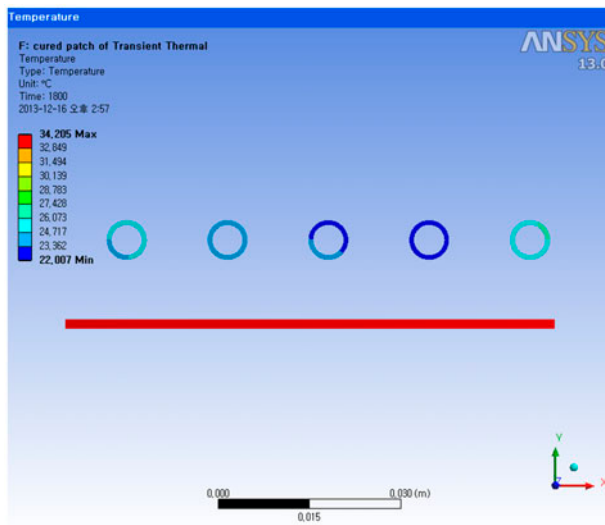 Temperature
F: cured patch of Transient Thermal
Temperature
Type: Temperature
Unit: °C
Time: 1800
2013-12-16 오후 2:57
ANSYS
13.0
34,205 Max
32,849
31,494
30,139
28,783
27,428
26,073
24,717
23,362
22,007 Min
Y
X
Z
0,000
0,030 (m)
0,015